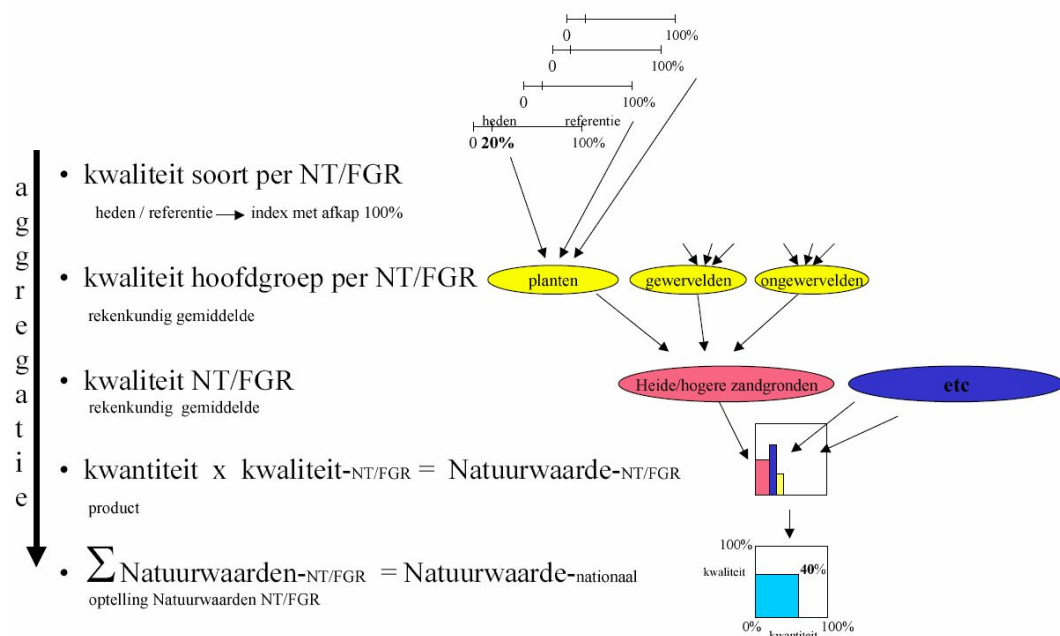 0 100%
0 100%
0 100%
heden referentie
0 20% 100%
aggregatie
• kwaliteit soort per NT/FGR
heden / referentie → index met afkap 100%
• kwaliteit hoofdgroep per NT/FGR
rekenkundig gemiddelde
planten gewervelden ongewervelden
• kwaliteit NT/FGR
rekenkundig gemiddelde
Heide/hogere zandgronden etc
• kwantiteit x kwaliteit-NT/FGR = Natuurwaarde-NT/FGR
product
• ∑ Natuurwaarden-NT/FGR = Natuurwaarde-nationaal
optelling Natuurwaarden NT/FGR
100%
kwaliteit 40%
0% 100%
kwantiteit